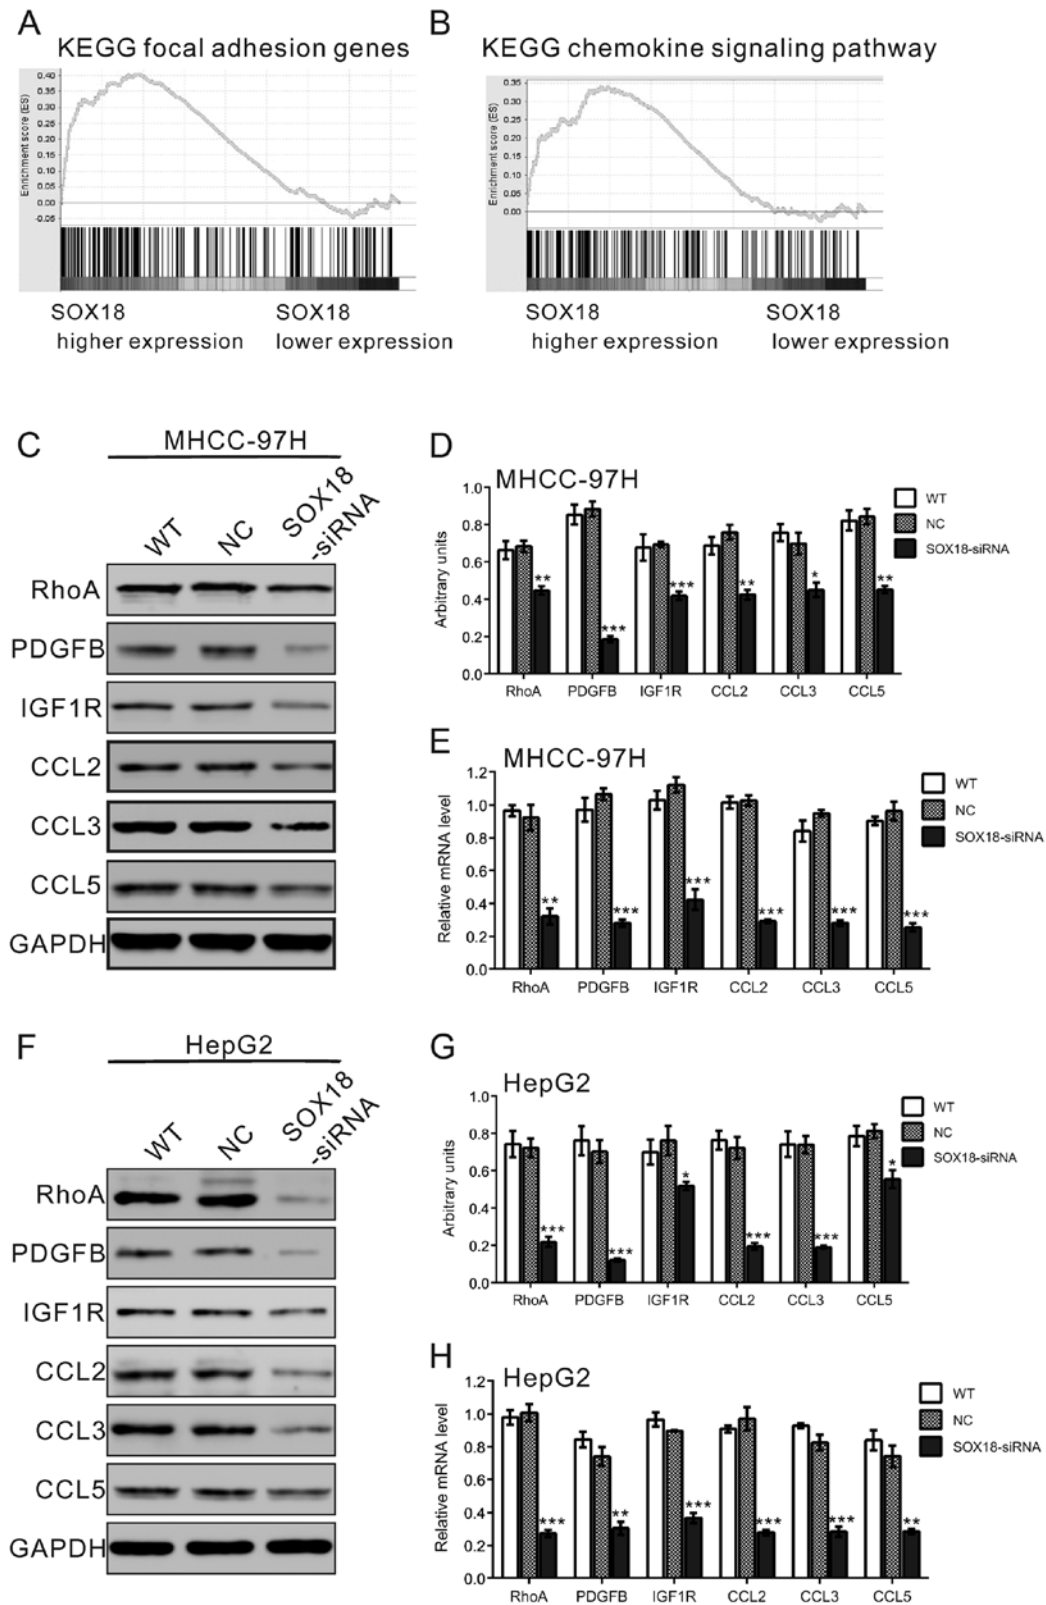 A
KEGG focal adhesion genes
Enrichment score (ES)
0.40
0.35
0.30
0.25
0.20
0.15
0.10
0.05
0.00
-0.05
SOX18
higher expression
SOX18
lower expression
B
KEGG chemokine signaling pathway
Enrichment score (ES)
0.35
0.30
0.25
0.20
0.15
0.10
0.05
0.00
SOX18
higher expression
SOX18
lower expression
C
MHCC-97H
WT
NC
SOX18
-siRNA
RhoA
PDGFB
IGF1R
CCL2
CCL3
CCL5
GAPDH
D
MHCC-97H
Arbitrary units
1.0
0.8
0.6
0.4
0.2
0.0
**
***
***
**
*
**
RhoA PDGFB IGF1R CCL2 CCL3 CCL5
WT
NC
SOX18-siRNA
E
MHCC-97H
Relative mRNA level
1.2
1.0
0.8
0.6
0.4
0.2
0.0
**
***
***
***
***
***
RhoA PDGFB IGF1R CCL2 CCL3 CCL5
WT
NC
SOX18-siRNA
F
HepG2
WT
NC
SOX18
-siRNA
RhoA
PDGFB
IGF1R
CCL2
CCL3
CCL5
GAPDH
G
HepG2
Arbitrary units
1.0
0.8
0.6
0.4
0.2
0.0
***
***
*
***
***
*
RhoA PDGFB IGF1R CCL2 CCL3 CCL5
WT
NC
SOX18-siRNA
H
HepG2
Relative mRNA level
1.2
1.0
0.8
0.6
0.4
0.2
0.0
***
**
***
***
***
**
RhoA PDGFB IGF1R CCL2 CCL3 CCL5
WT
NC
SOX18-siRNA